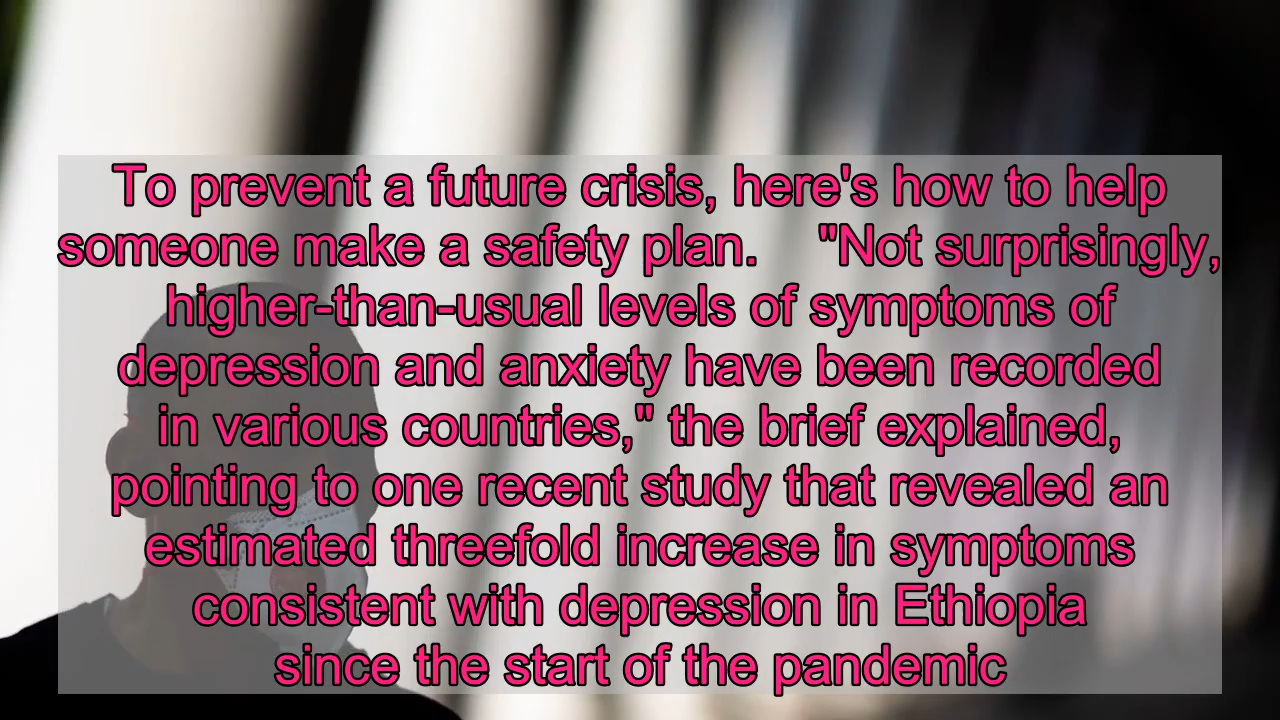 To prevent a future crisis, here's how to help
someone make a safety plan.    "Not surprisingly,
higher-than-usual levels of symptoms of
depression and anxiety have been recorded
in various countries," the brief explained,
pointing to one recent study that revealed an
estimated threefold increase in symptoms
consistent with depression in Ethiopia
since the start of the pandemic